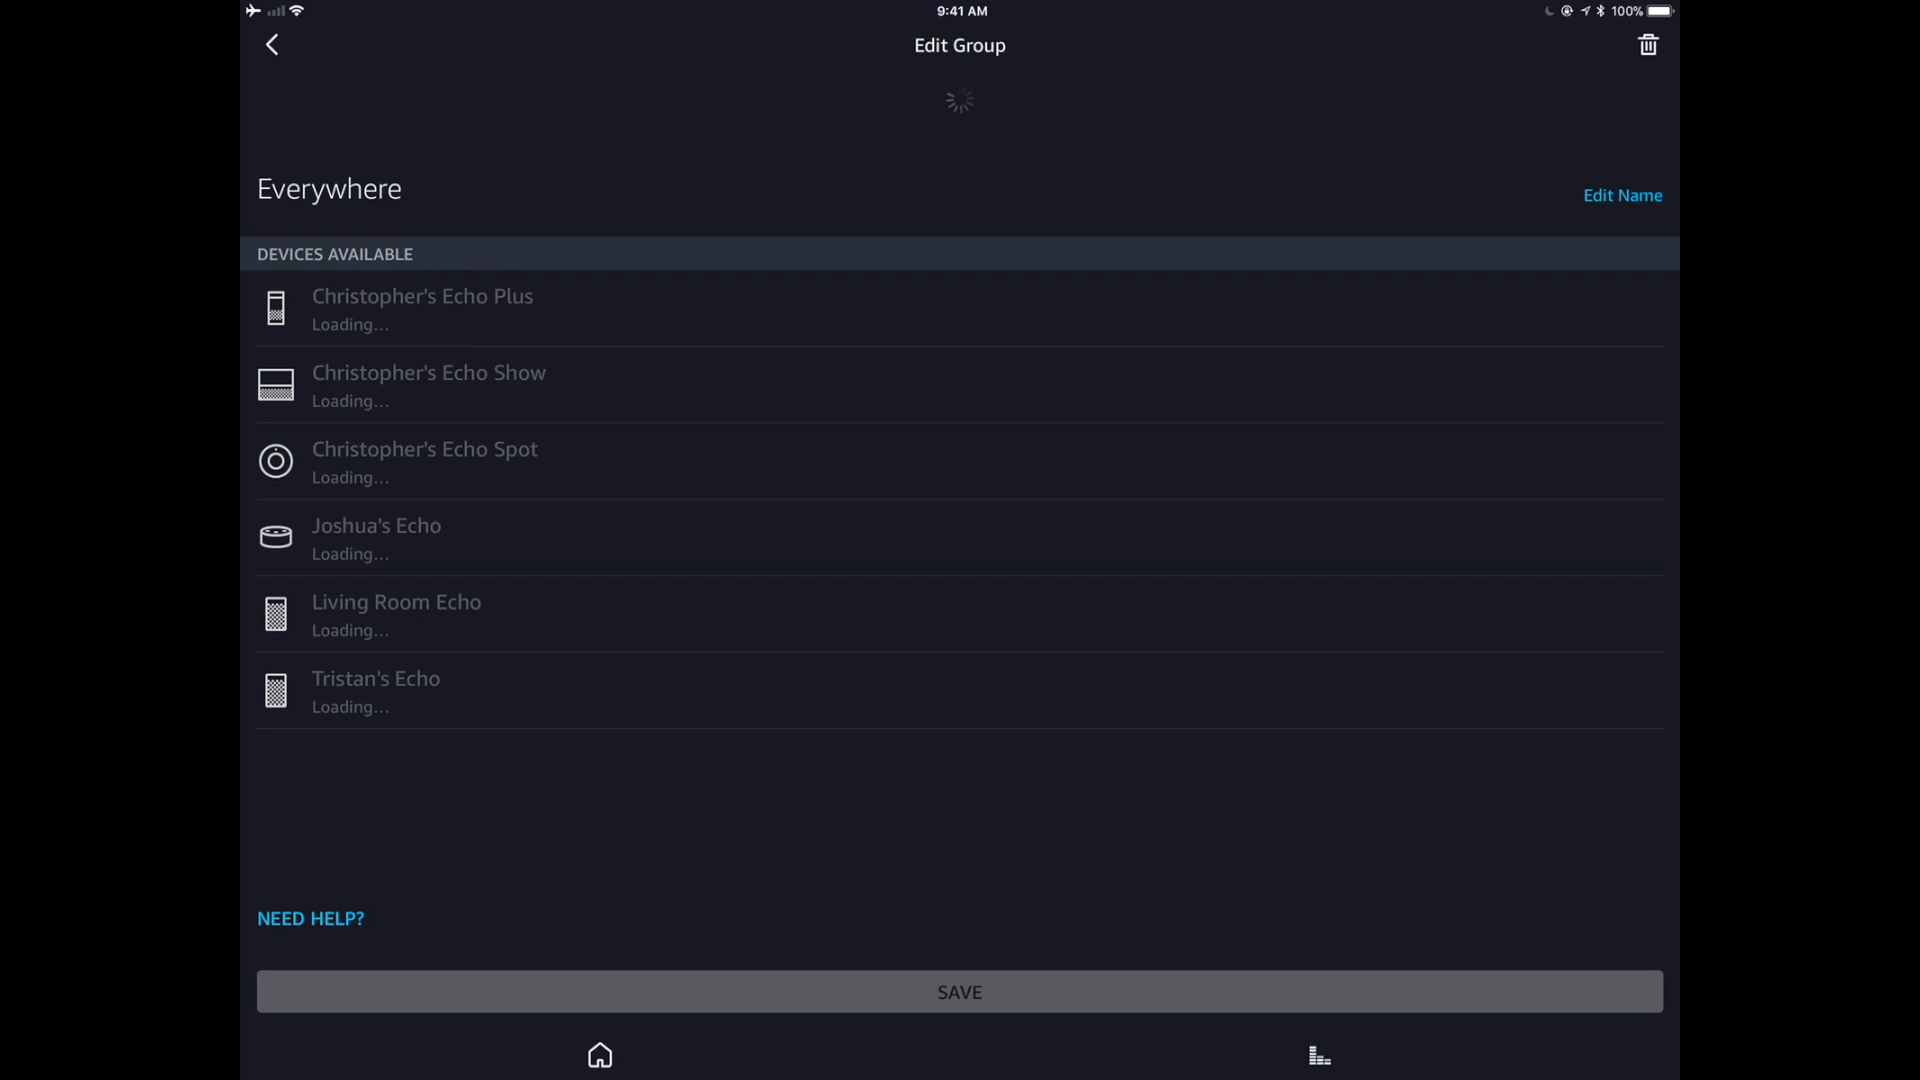 9:41 AM
100%
Edit Group
Everywhere
Edit Name
DEVICES AVAILABLE
Christopher's Echo Plus
Loading...
Christopher's Echo Show
Loading...
Christopher's Echo Spot
Loading...
Joshua's Echo
Loading...
Living Room Echo
Loading...
Tristan's Echo
Loading...
NEED HELP?
SAVE